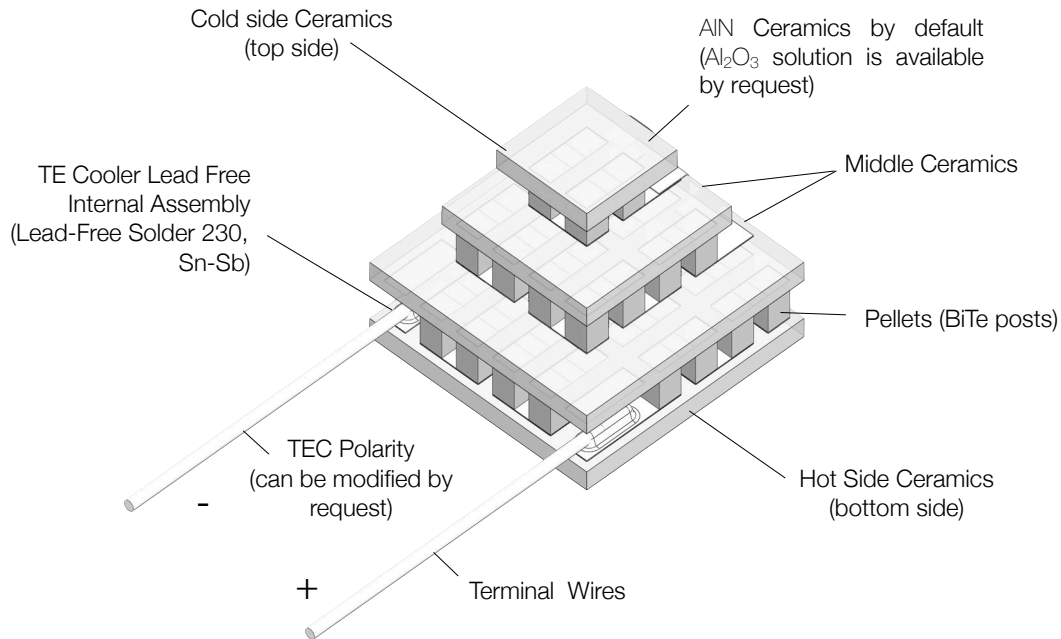 Cold side Ceramics
(top side)
AlN Ceramics by default
(Al₂O₃ solution is available
by request)
TE Cooler Lead Free
Internal Assembly
(Lead-Free Solder 230,
Sn-Sb)
Middle Ceramics
Pellets (BiTe posts)
TEC Polarity
(can be modified by
request)
-
Hot Side Ceramics
(bottom side)
+
Terminal Wires